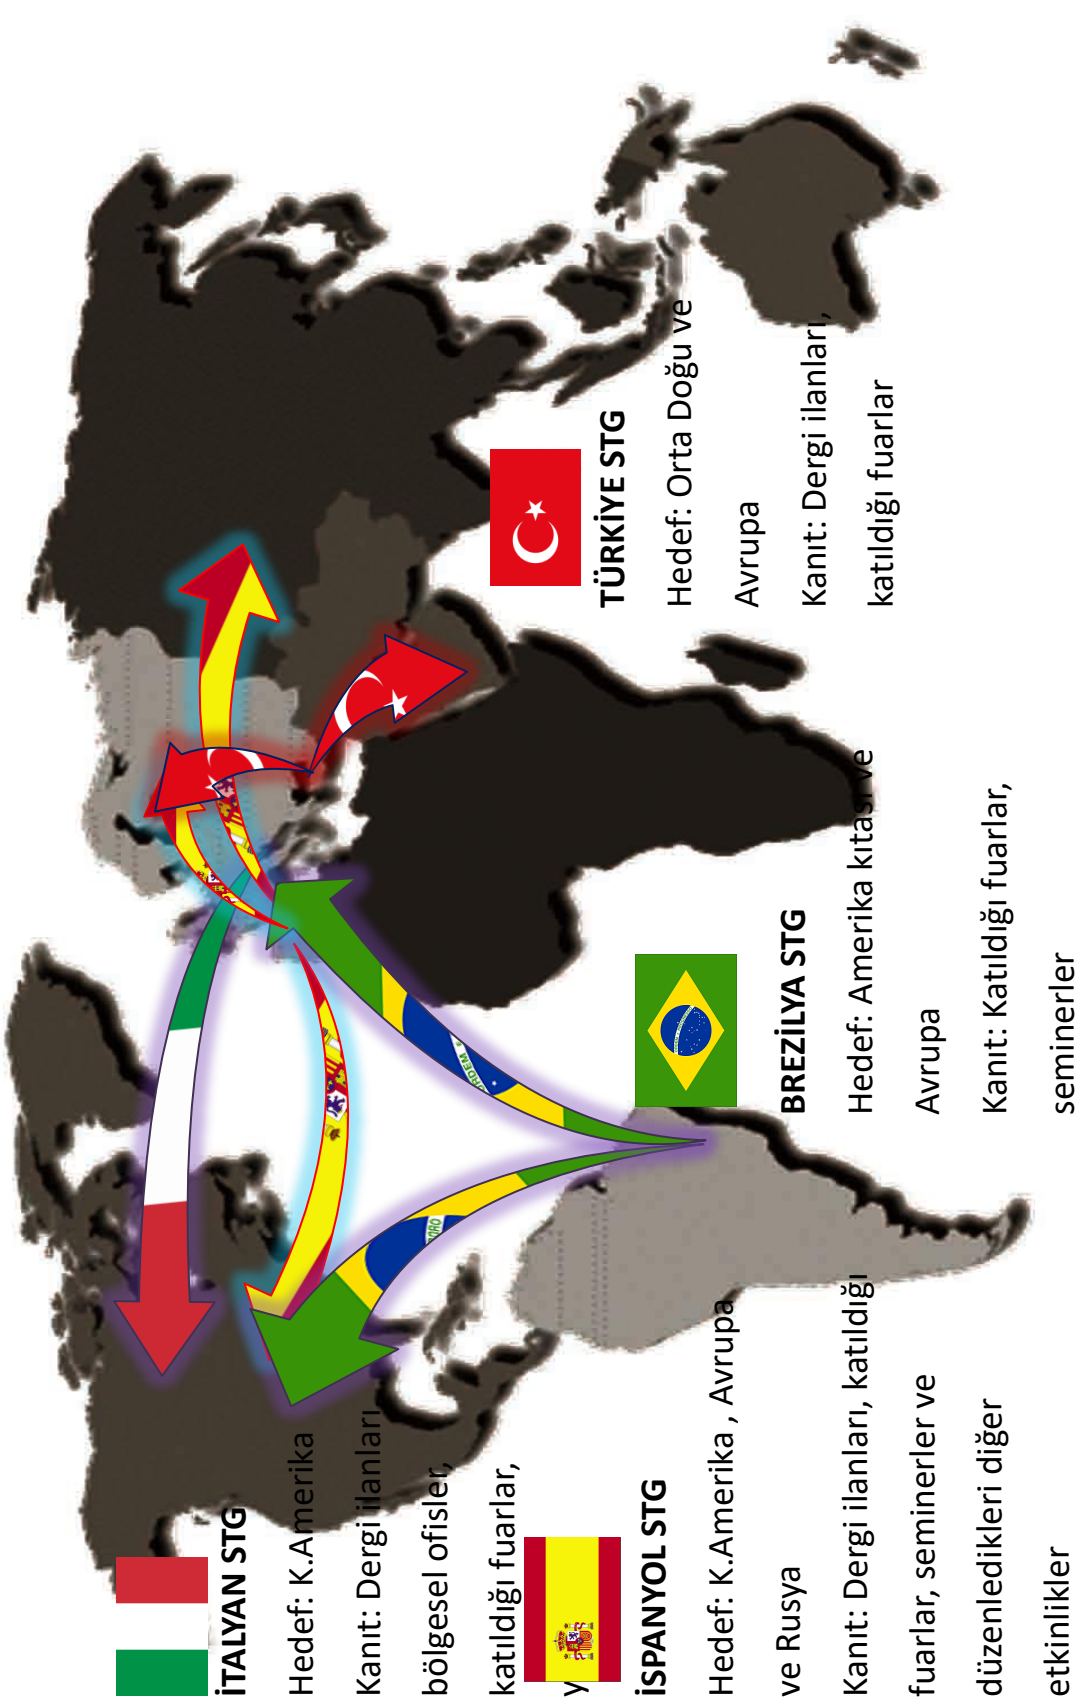 İTALYAN STG
Hedef: K.Amerika
Kanıt: Dergi ilanları,
bölgesel ofisler,
katıldığı fuarlar,
y
İSPANYOL STG
Hedef: K.Amerika , Avrupa
ve Rusya
Kanıt: Dergi ilanları, katıldığı
fuarlar, seminerler ve
düzenledikleri diğer
etkinlikler
BREZİLYA STG
Hedef: Amerika kıtası ve
Avrupa
Kanıt: Katıldığı fuarlar,
seminerler
TÜRKİYE STG
Hedef: Orta Doğu ve
Avrupa
Kanıt: Dergi ilanları,
katıldığı fuarlar
ORDEM E